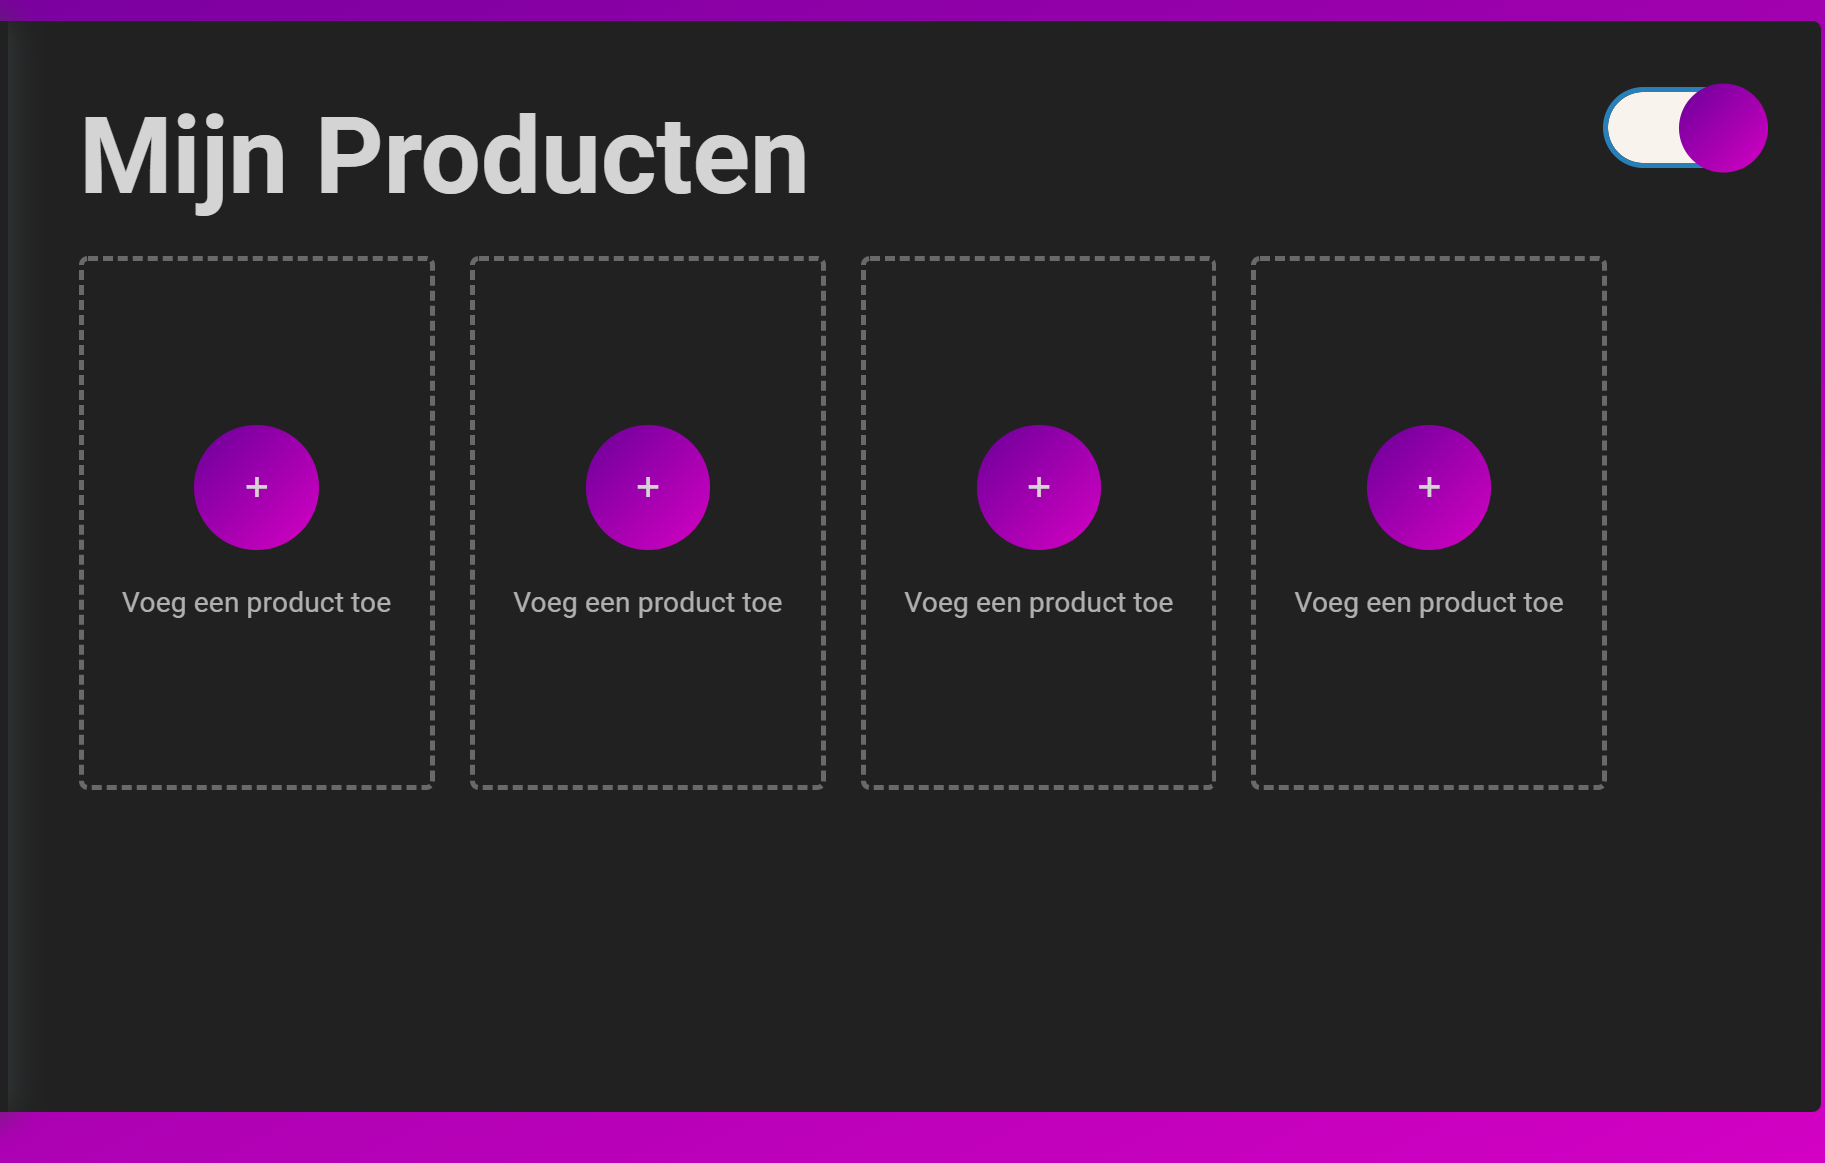 Mijn Producten
+ + + +
Voeg een product toe Voeg een product toe Voeg een product toe Voeg een product toe